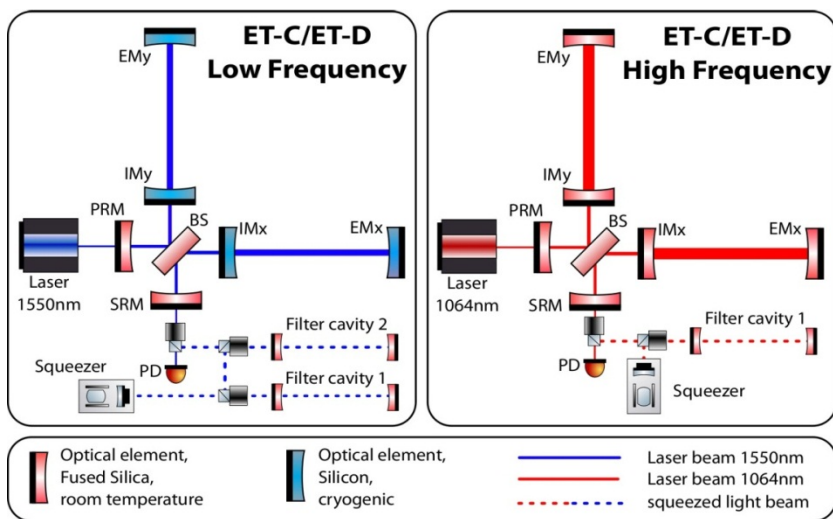 ET-C/ET-D
Low Frequency
EMy
IMy
PRM
BS
IMx
EMx
Laser
1550nm
SRM
Filter cavity 2
PD
Squeezer
Filter cavity 1
ET-C/ET-D
High Frequency
EMy
IMy
PRM
BS
IMx
EMx
Laser
1064nm
SRM
Filter cavity 1
PD
Squeezer
Optical element,
Fused Silica,
room temperature
Optical element,
Silicon,
cryogenic
Laser beam 1550nm
Laser beam 1064nm
squeezed light beam